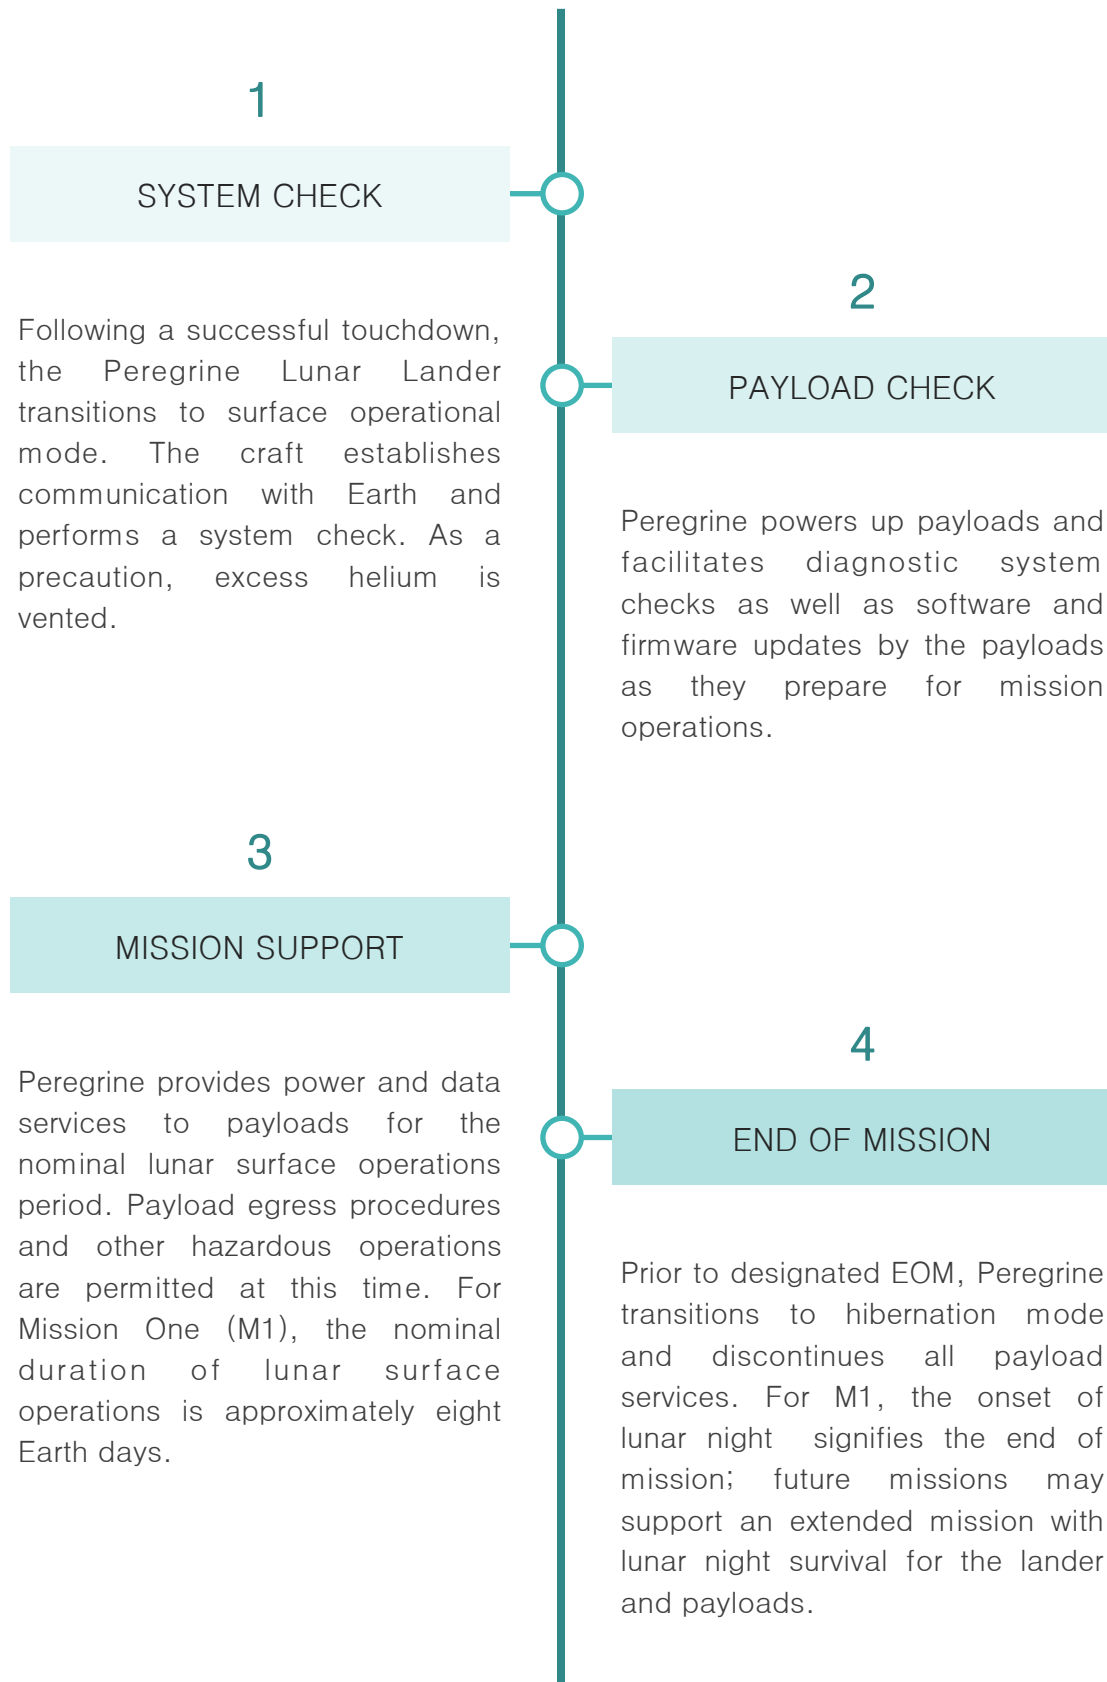 1
SYSTEM CHECK
Following a successful touchdown,
the Peregrine Lunar Lander
transitions to surface operational
mode. The craft establishes
communication with Earth and
performs a system check. As a
precaution, excess helium is
vented.
2
PAYLOAD CHECK
Peregrine powers up payloads and
facilitates diagnostic system
checks as well as software and
firmware updates by the payloads
as they prepare for mission
operations.
3
MISSION SUPPORT
Peregrine provides power and data
services to payloads for the
nominal lunar surface operations
period. Payload egress procedures
and other hazardous operations
are permitted at this time. For
Mission One (M1), the nominal
duration of lunar surface
operations is approximately eight
Earth days.
4
END OF MISSION
Prior to designated EOM, Peregrine
transitions to hibernation mode
and discontinues all payload
services. For M1, the onset of
lunar night signifies the end of
mission; future missions may
support an extended mission with
lunar night survival for the lander
and payloads.